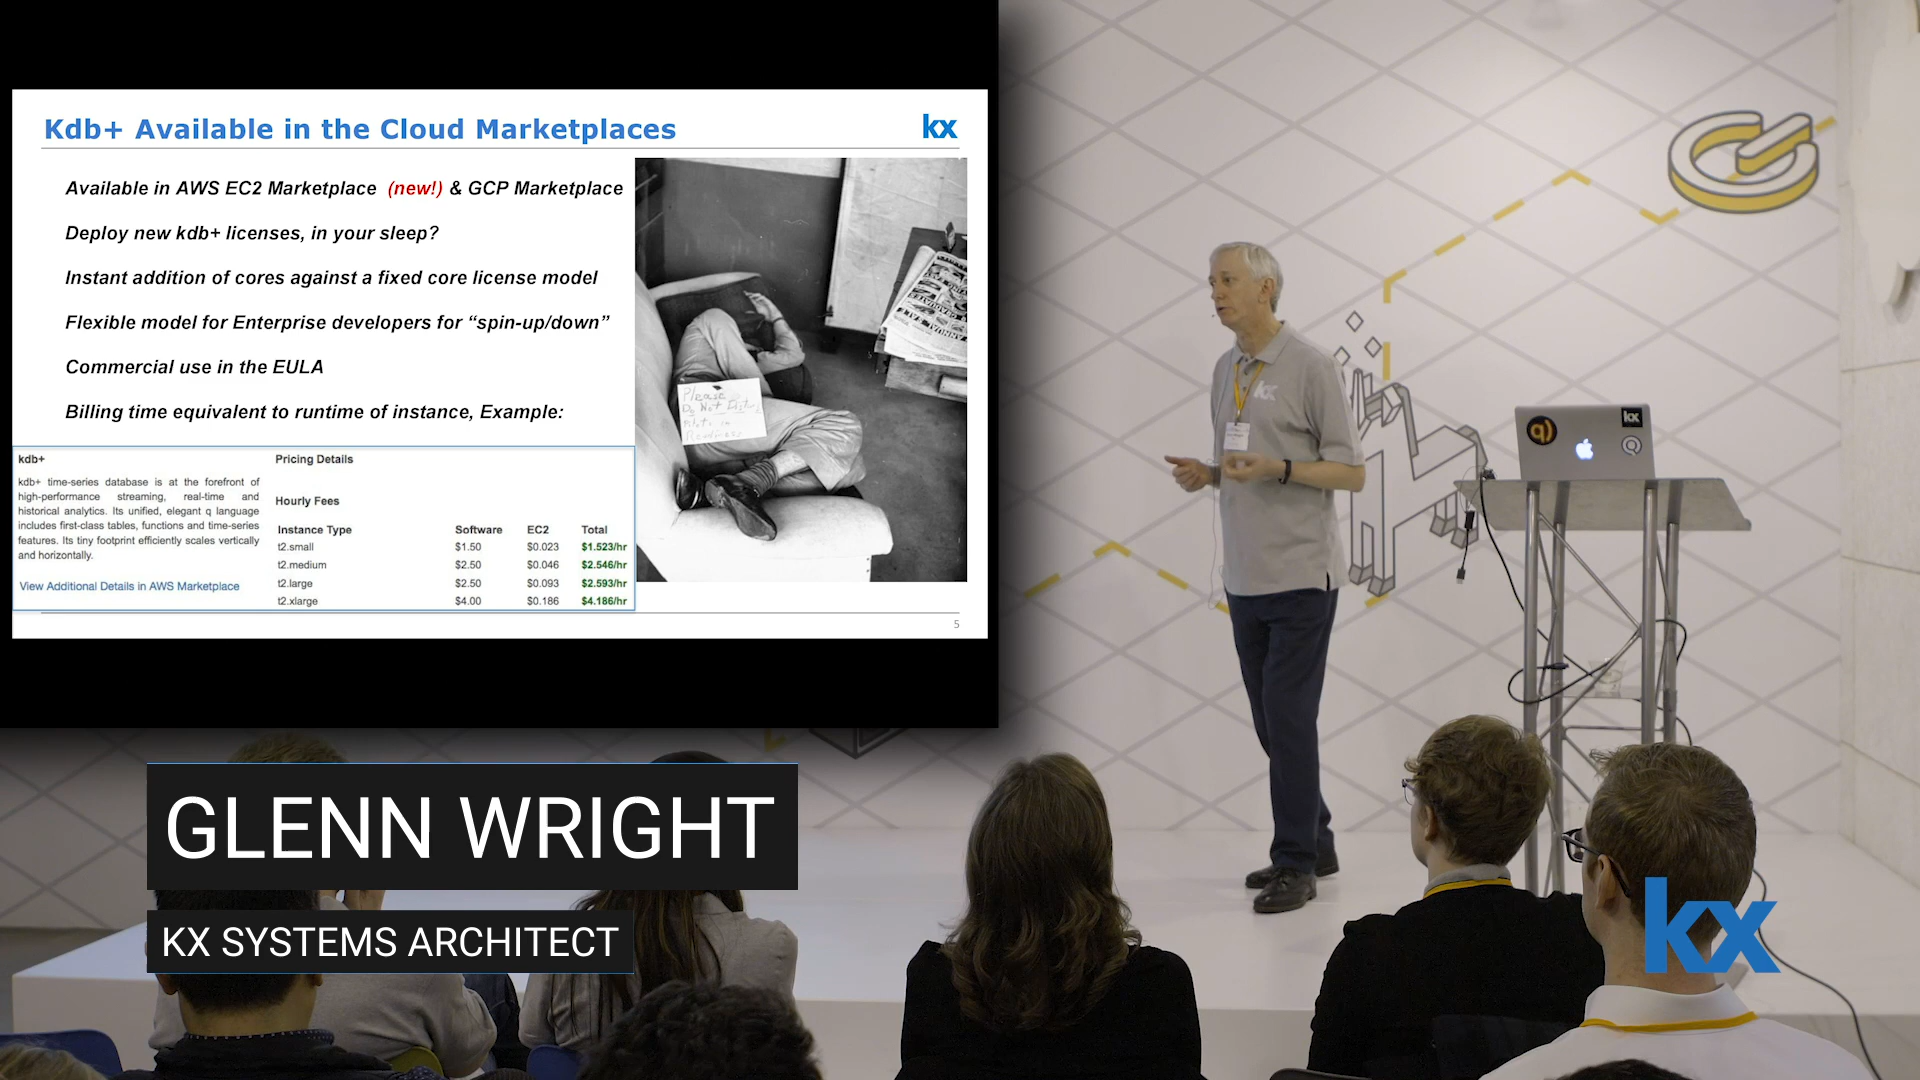 Kdb+ Available in the Cloud Marketplaces
kx
Available in AWS EC2 Marketplace (new!) & GCP Marketplace
Deploy new kdb+ licenses, in your sleep?
Instant addition of cores against a fixed core license model
Flexible model for Enterprise developers for “spin-up/down”
Commercial use in the EULA
Billing time equivalent to runtime of instance, Example:
kdb+
kdb+ time-series database is at the forefront of
high-performance streaming, real-time and
historical analytics. Its unified, elegant q language
includes first-class tables, functions and time-series
features. Its tiny footprint efficiently scales vertically
and horizontally.
View Additional Details in AWS Marketplace
Pricing Details
Hourly Fees
Instance Type Software EC2 Total
t2.small $1.50 $0.023 $1.523/hr
t2.medium $2.50 $0.046 $2.546/hr
t2.large $2.50 $0.093 $2.593/hr
t2.xlarge $4.00 $0.186 $4.186/hr
Please
Do Not
in
Readiness
ANNUAL SALE
5
kx
kx
q)
GLENN WRIGHT
KX SYSTEMS ARCHITECT
kx